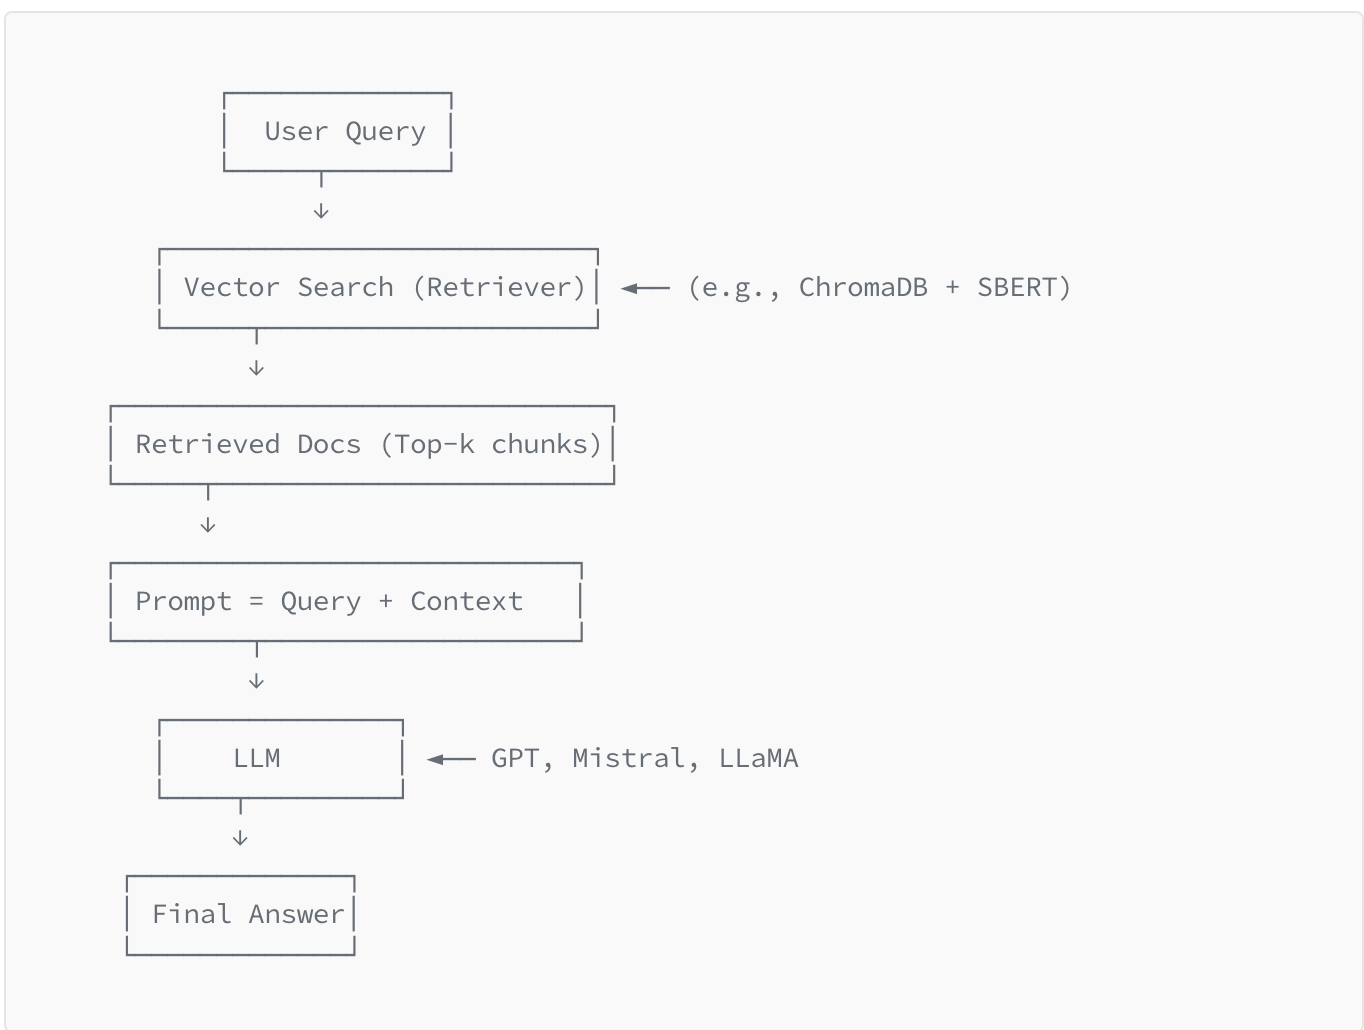 User Query
Vector Search (Retriever) (e.g., ChromaDB + SBERT)
Retrieved Docs (Top-k chunks)
Prompt = Query + Context
LLM GPT, Mistral, LLaMA
Final Answer